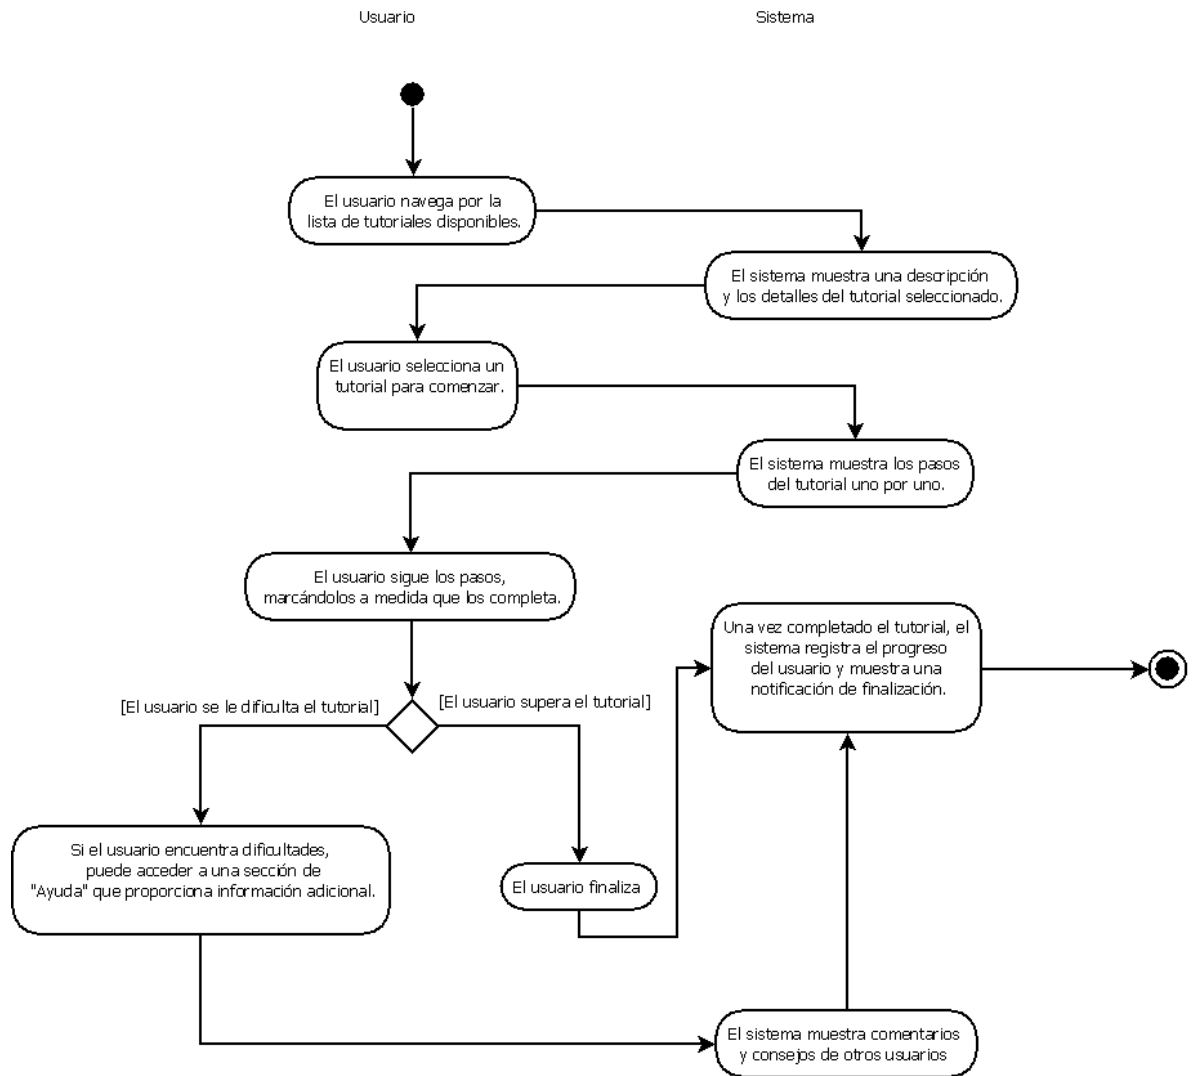 Usuario
Sistema
El usuario navega por la
lista de tutoriales disponibles.
El sistema muestra una descripción
y los detalles del tutorial seleccionado.
El usuario selecciona un
tutorial para comenzar.
El sistema muestra los pasos
del tutorial uno por uno.
El usuario sigue los pasos,
marcándolos a medida que los completa.
Una vez completado el tutorial, el
sistema registra el progreso
del usuario y muestra una
notificación de finalización.
[El usuario se le dificulta el tutorial]
[El usuario supera el tutorial]
Si el usuario encuentra dificultades,
puede acceder a una sección de
"Ayuda" que proporciona información adicional.
El usuario finaliza
El sistema muestra comentarios
y consejos de otros usuarios